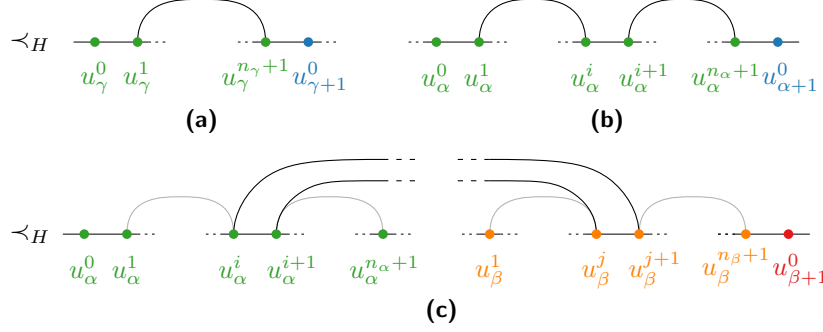 ≺_H
u_γ^0 u_γ^1 u_γ^{n_γ+1} u_{γ+1}^0
u_α^0 u_α^1 u_α^i u_α^{i+1} u_α^{n_α+1} u_{α+1}^0
(a) (b)
≺_H
u_α^0 u_α^1 u_α^i u_α^{i+1} u_α^{n_α+1} u_β^1 u_β^j u_β^{j+1} u_β^{n_β+1} u_{β+1}^0
(c)